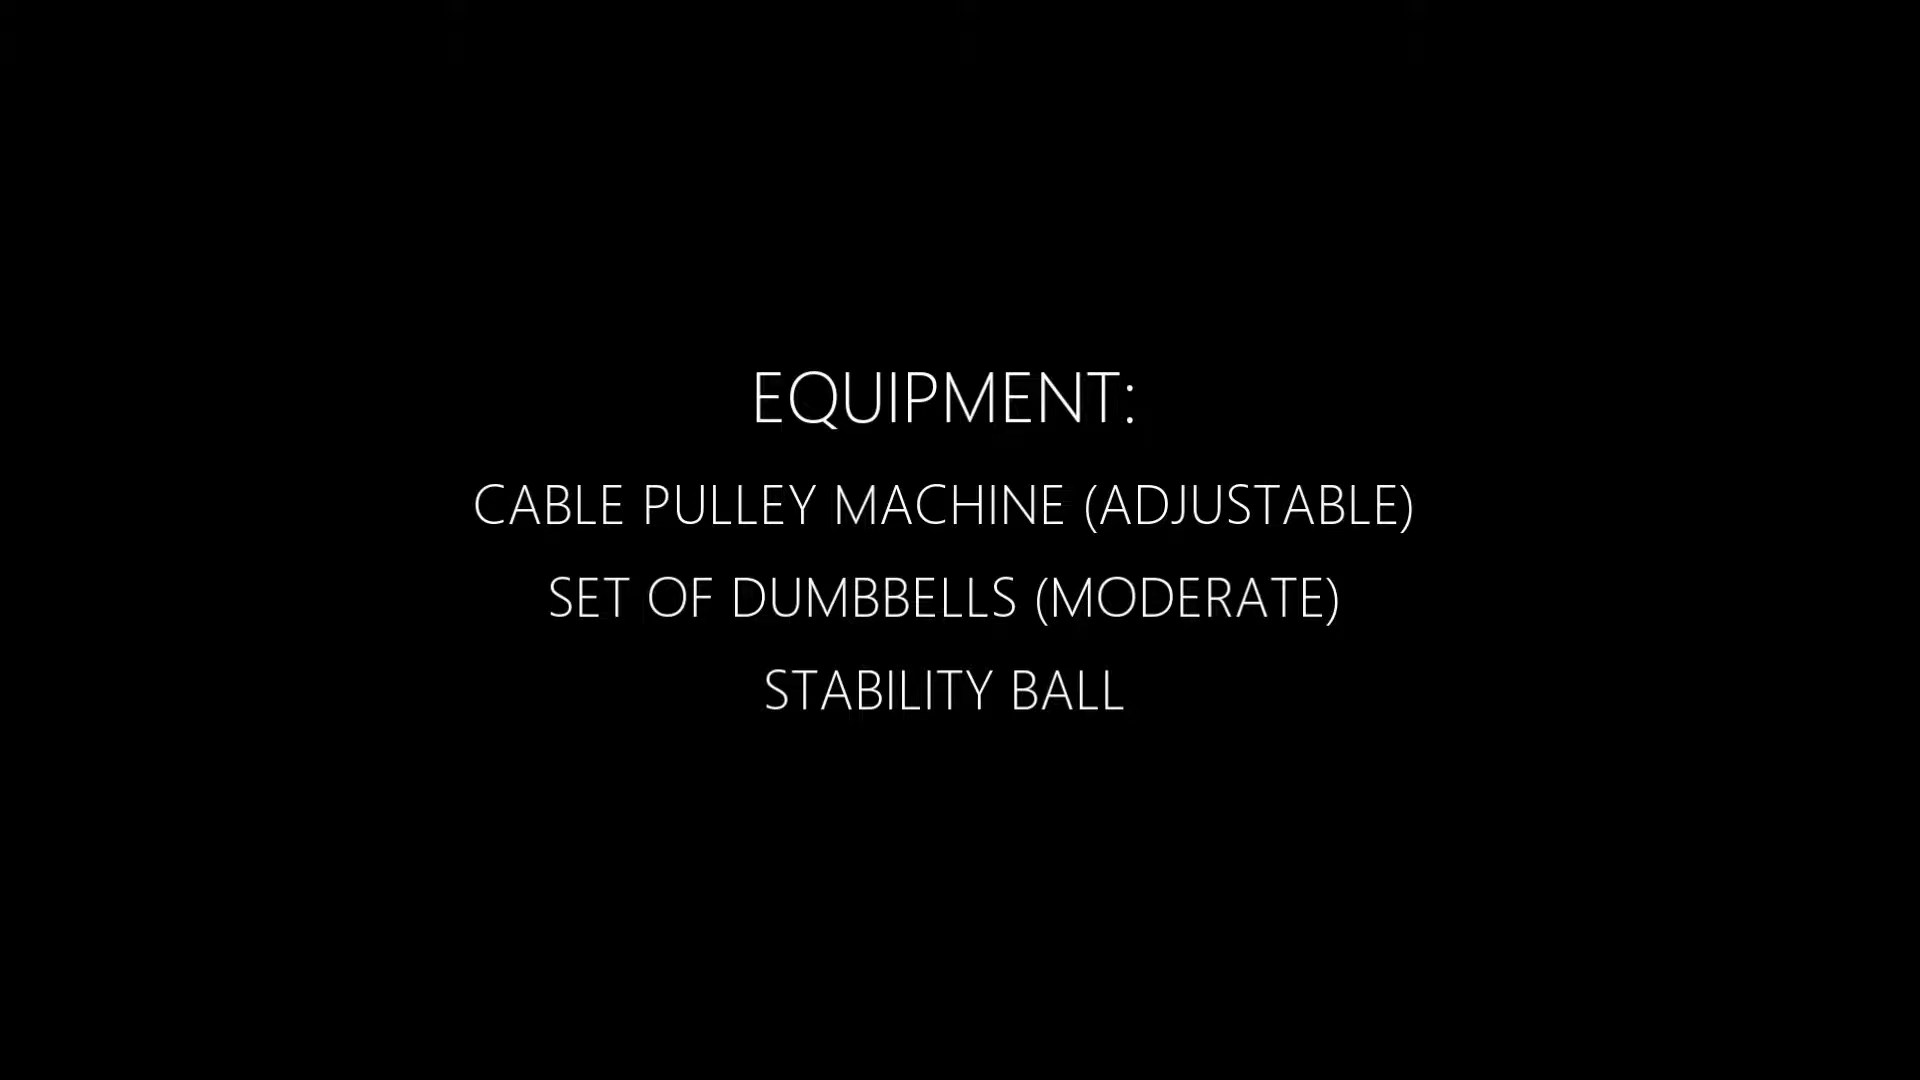 EQUIPMENT:
CABLE PULLEY MACHINE (ADJUSTABLE)
SET OF DUMBBELLS (MODERATE)
STABILITY BALL